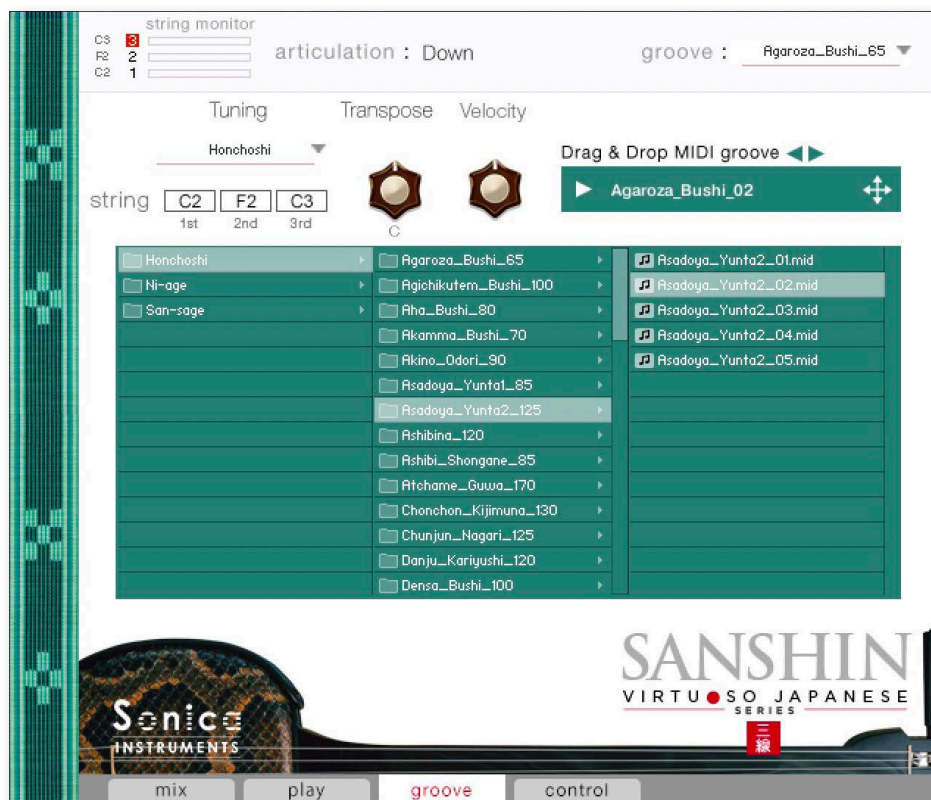 string monitor
C3 3
F2 2
C2 1
articulation : Down
groove : Agaroza_Bushi_65
Tuning
Transpose
Velocity
Honchoshi
Drag & Drop MIDI groove
Agaroza_Bushi_02
string C2 F2 C3
1st 2nd 3rd
C
Honchoshi
Ni-age
San-sage
Agaroza_Bushi_65
Agichikutem_Bushi_100
Aha_Bushi_80
Akamma_Bushi_70
Akino_Odori_90
Asadoya_Yunta1_85
Asadoya_Yunta2_125
Ashibina_120
Ashibi_Shongane_85
Atchame_Guwa_170
Chonchon_Kijimuna_130
Chunjun_Nagari_125
Danju_Kariyushi_120
Densa_Bushi_100
Asadoya_Yunta2_01.mid
Asadoya_Yunta2_02.mid
Asadoya_Yunta2_03.mid
Asadoya_Yunta2_04.mid
Asadoya_Yunta2_05.mid
SANSHIN
VIRTUOSO JAPANESE
SERIES
三線
Sonica
INSTRUMENTS
mix
play
groove
control